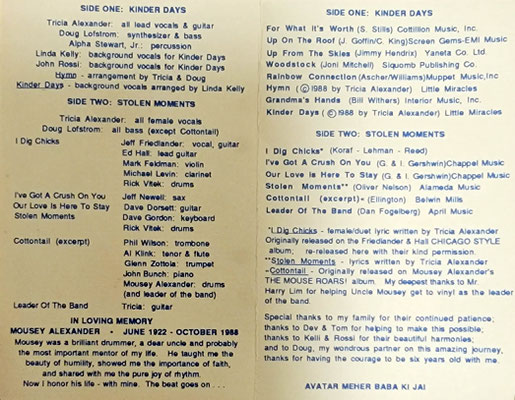 SIDE ONE: KINDER DAYS
Tricia Alexander: all lead vocals & guitar
Doug Lofstrom: synthesizer & bass
Alpha Stewart, Jr.: percussion
Linda Kelly: background vocals for Kinder Days
John Rossi: background vocals for Kinder Days
Hymn - arrangement by Tricia & Doug
Kinder Days - background vocals arranged by Linda Kelly
SIDE TWO: STOLEN MOMENTS
Tricia Alexander: all female vocals
Doug Lofstrom: all bass (except Cottontail)
I Dig Chicks Jeff Friedlander: vocal, guitar
Ed Hall: lead guitar
Mark Feldman: violin
Michael Levin: clarinet
Rick Vitek: drums
I've Got A Crush On You Jeff Newell: sax
Our Love Is Here To Stay Dave Dorsett: guitar
Stolen Moments Dave Gordon: keyboard
Rick Vitek: drums
Cottontail (excerpt) Phil Wilson: trombone
Al Klink: tenor & flute
Glenn Zottola: trumpet
John Bunch: piano
Mousey Alexander: drums
(and leader of the band)
Leader Of The Band Tricia: guitar
IN LOVING MEMORY
MOUSEY ALEXANDER • JUNE 1922 - OCTOBER 1988
Mousey was a brilliant drummer, a dear uncle and probably
the most important mentor of my life. He taught me the
beauty of humility, showed me the importance of faith,
and shared with me the pure joy of rhythm.
Now I honor his life - with mine. The beat goes on . . .
SIDE ONE: KINDER DAYS
For What It's Worth (S. Stills) Cotillion Music, Inc.
Up On The Roof (J. Goffin/C. King)Screen Gems-EMI Music
Up From The Skies (Jimmy Hendrix) Yaneta Co. Ltd.
Woodstock (Joni Mitchell) Siquomb Publishing Co.
Rainbow Connection(Ascher/Williams)Muppet Music,Inc
Hymn (©1988 by Tricia Alexander) Little Miracles
Grandma's Hands (Bill Withers) Interior Music, Inc.
Kinder Days (©1988 by Tricia Alexander) Little Miracles
SIDE TWO: STOLEN MOMENTS
I Dig Chicks* (Koraf - Lehman - Reed)
I've Got A Crush On You (G. & I. Gershwin)Chappel Music
Our Love Is Here To Stay (G. & I. Gershwin)Chappel Music
Stolen Moments** (Oliver Nelson) Alameda Music
Cottontail (excerpt)+ (Ellington) Belwin Mills
Leader Of The Band (Dan Fogelberg) April Music
*I Dig Chicks - female/duet lyric written by Tricia Alexander
Originally released on the Friedlander & Hall CHICAGO STYLE
album; re-released here with their kind permission.
**Stolen Moments - lyrics written by Tricia Alexander
+Cottontail - Originally released on Mousey Alexander's
THE MOUSE ROARS! album. My deepest thanks to Mr.
Harry Lim for helping Uncle Mousey get to vinyl as the leader
of the band.
Special thanks to my family for their continued patience;
thanks to Dev & Tom for helping to make this possible;
thanks to Kelli & Rossi for their beautiful harmonies;
and to Doug, my wondrous partner on this amazing journey,
thanks for having the courage to be six years old with me.
AVATAR MEHER BABA KI JAI